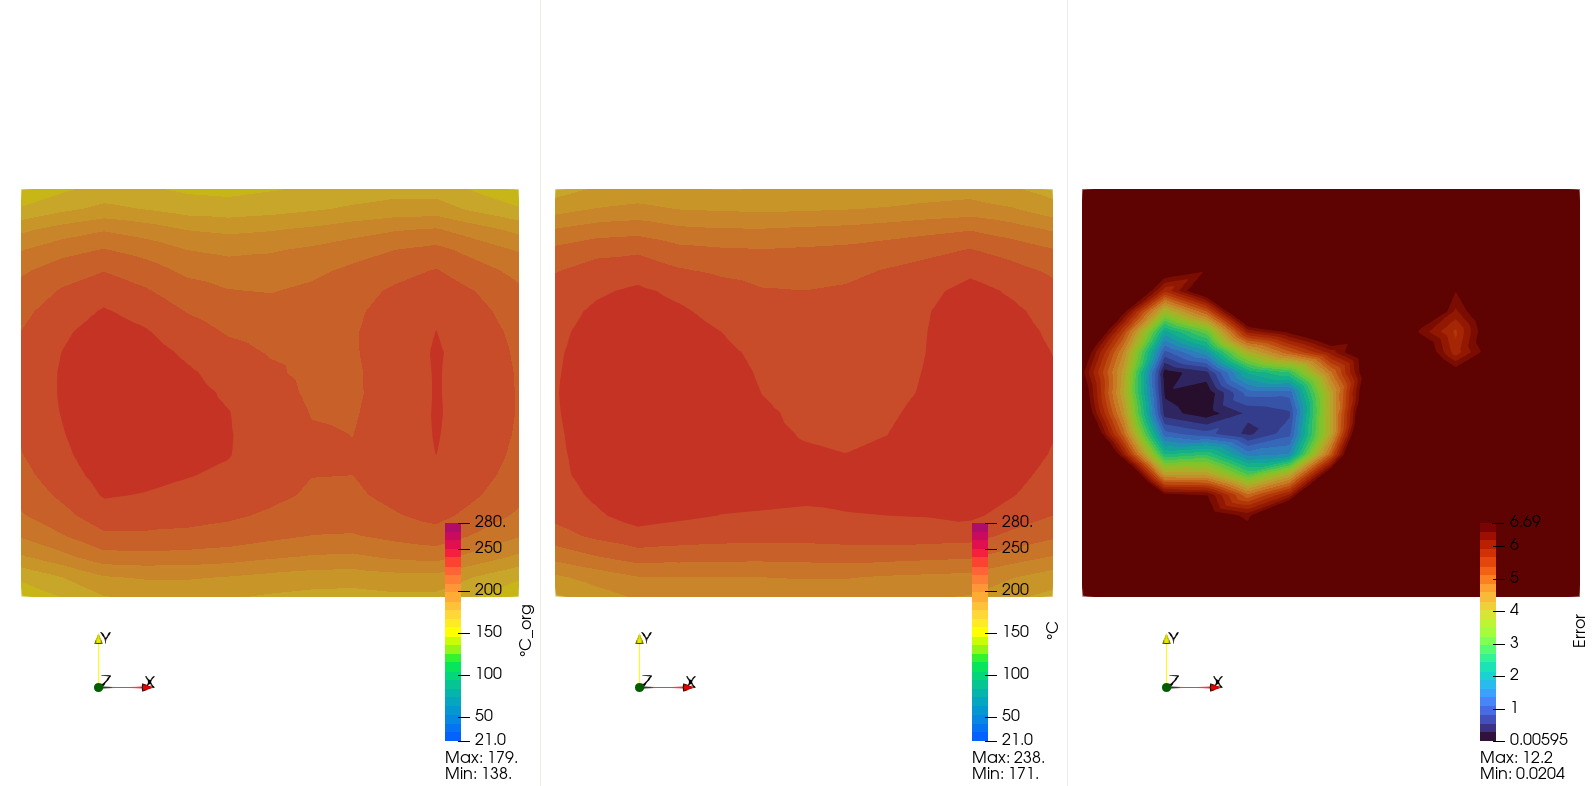 280.
250
200
150
100
50
21.0
°C_org
Max: 179.
Min: 138.
Y
Z
X
280.
250
200
150
100
50
21.0
°C
Max: 238.
Min: 171.
Y
Z
X
6.69
6
5
4
3
2
1
0.00595
Error
Max: 12.2
Min: 0.0204
Y
Z
X